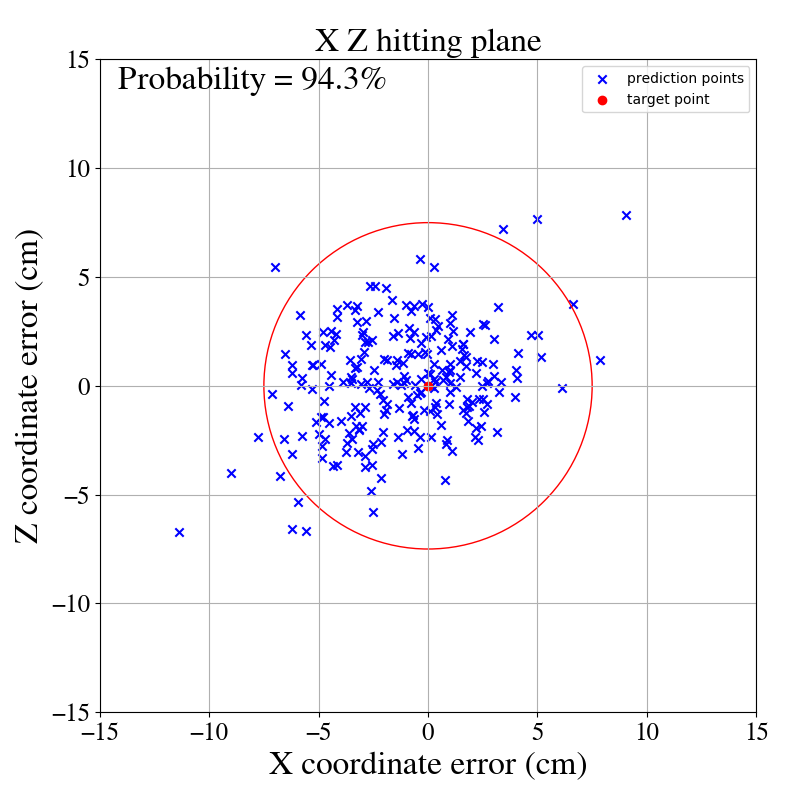 X Z hitting plane
Probability = 94.3%
prediction points
target point
15
10
5
0
−5
−10
−15
Z coordinate error (cm)
−15 −10 −5 0 5 10 15
X coordinate error (cm)